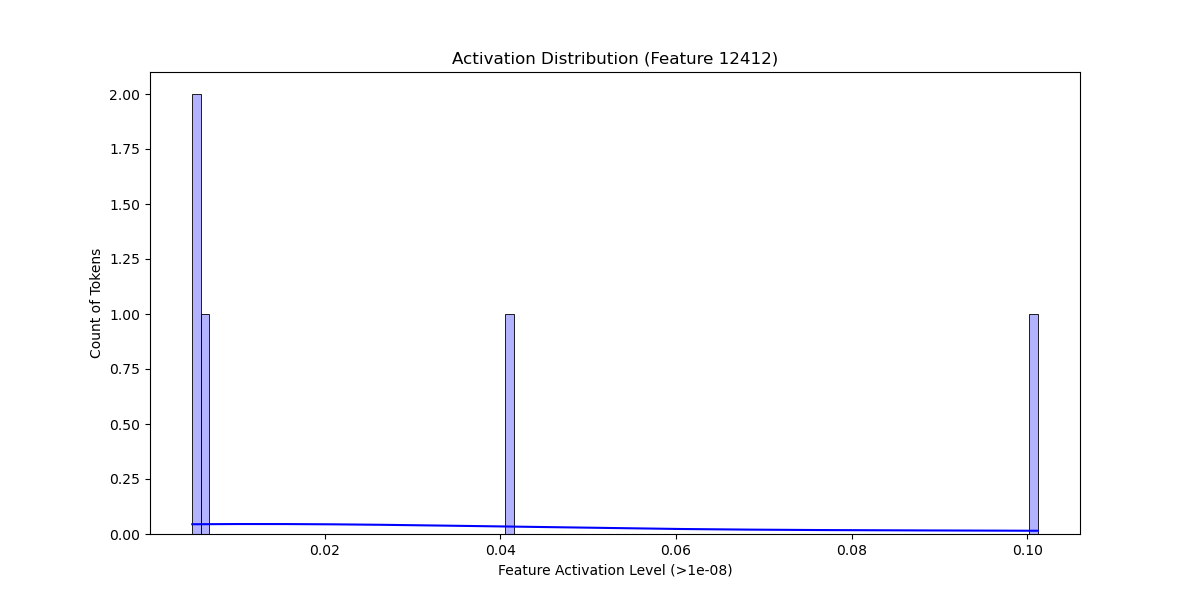 Activation Distribution (Feature 12412)
2.00
1.75
1.50
1.25
1.00
0.75
0.50
0.25
0.00
Count of Tokens
0.02 0.04 0.06 0.08 0.10
Feature Activation Level (>1e-08)